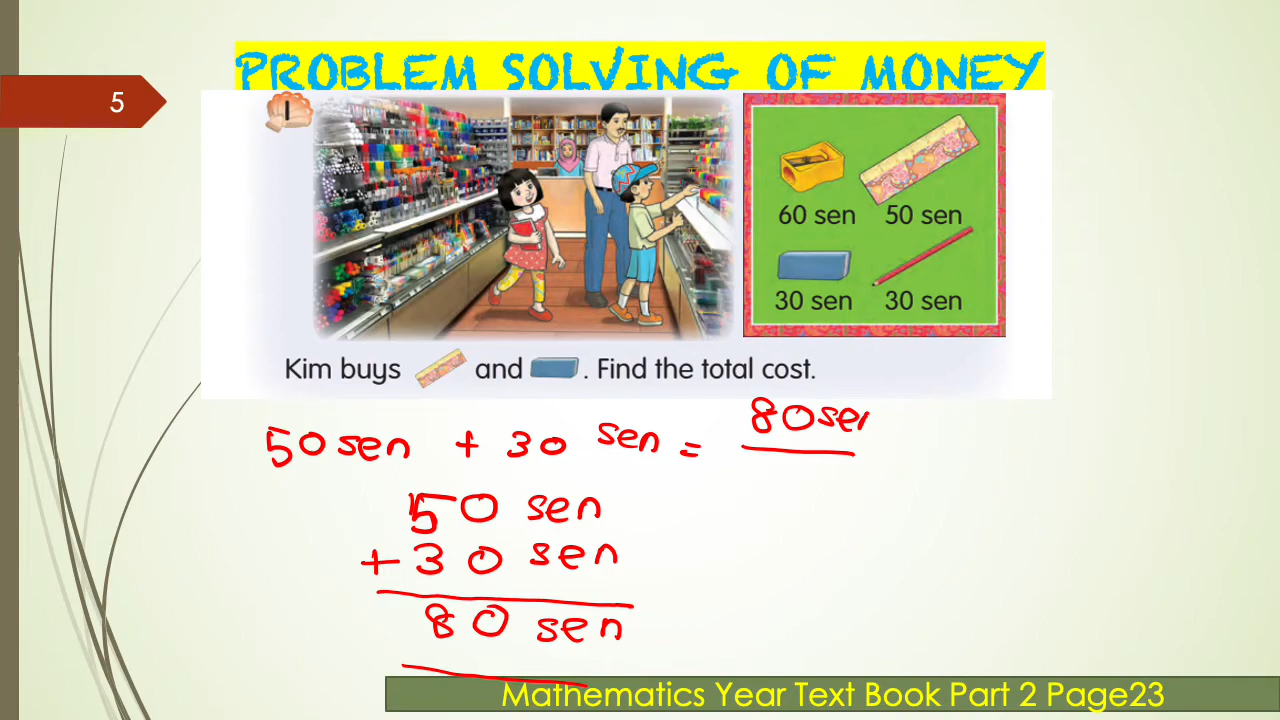 PROBLEM SOLVING OF MONEY
5
1
60 sen 50 sen
30 sen 30 sen
Kim buys and . Find the total cost.
50 sen + 30 sen = 80 sen
50 sen
+ 30 sen
80 sen
Mathematics Year Text Book Part 2 Page23